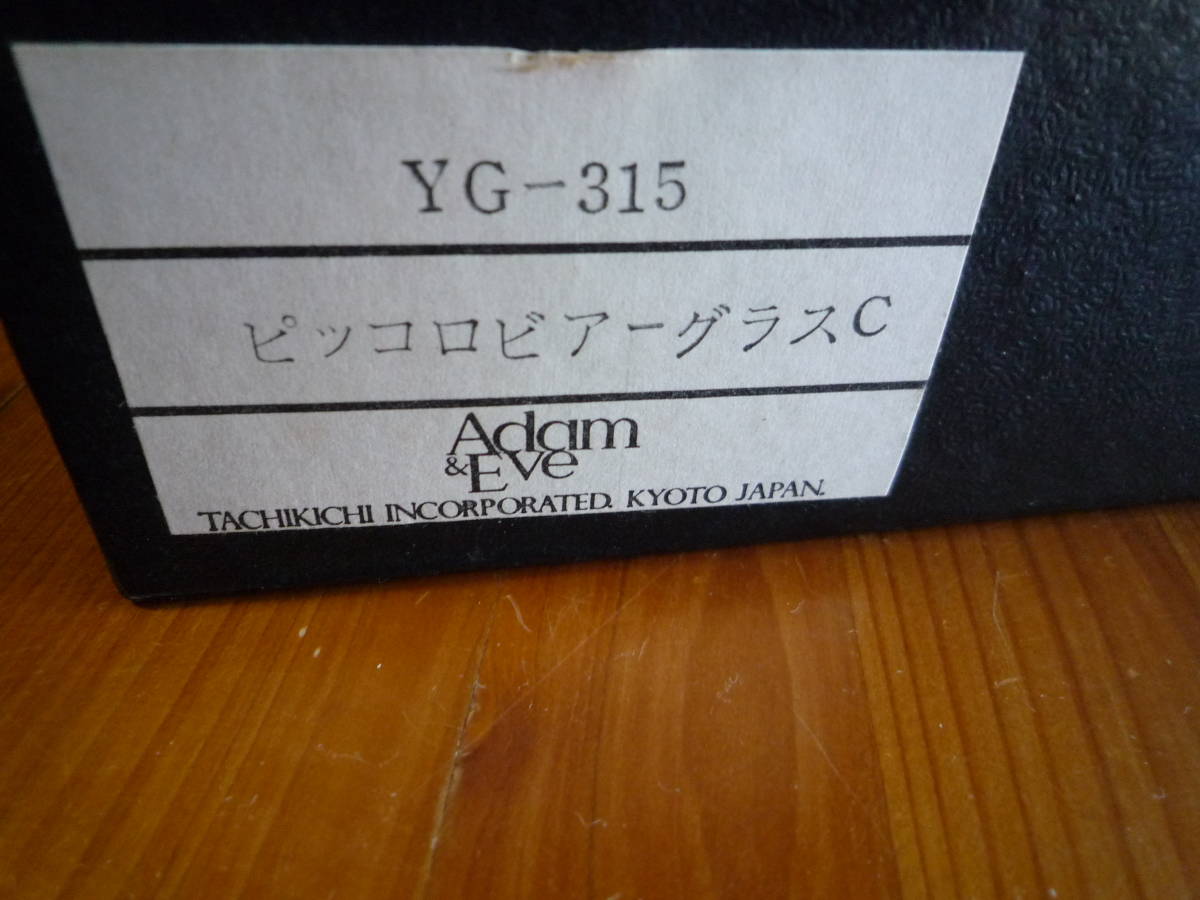 YG-315
ピッコロビアーグラスC
Adam
& Eve
TACHIKICHI INCORPORATED. KYOTO JAPAN.